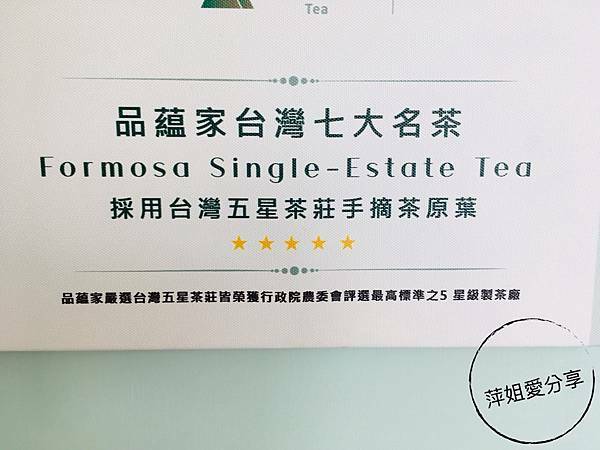 Tea
品蘊家台灣七大名茶
Formosa Single-Estate Tea
採用台灣五星茶莊手摘茶原葉
品蘊家嚴選台灣五星茶莊皆榮獲行政院農委會評選最高標準之5 星級製茶廠
萍姐愛分享